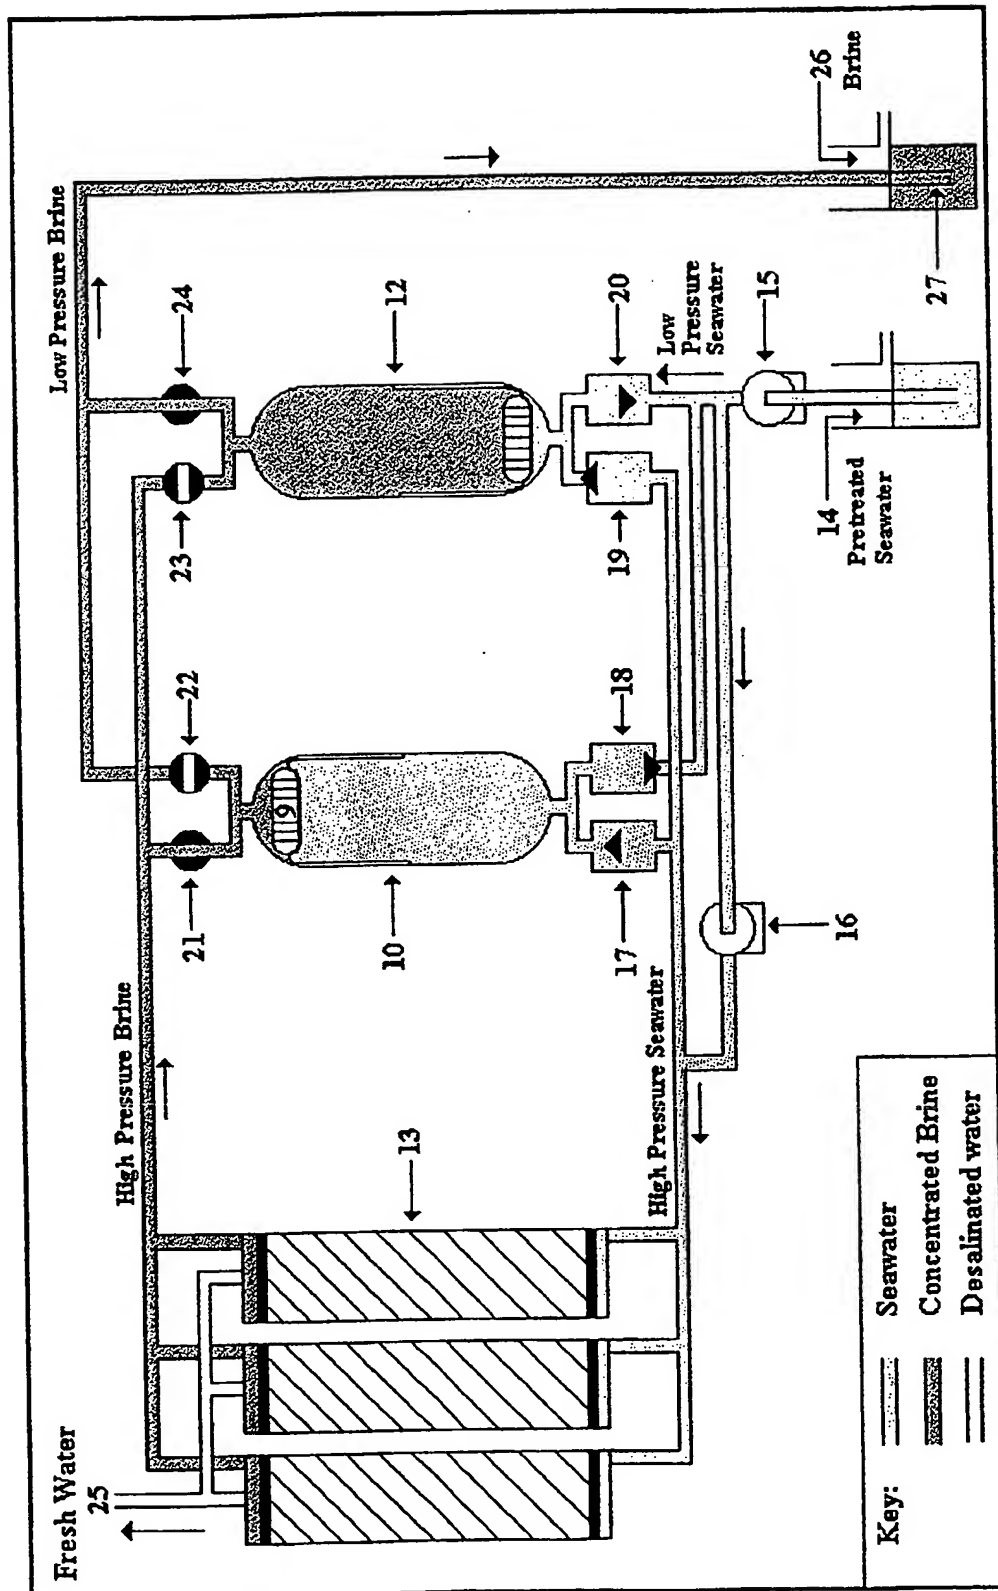 Fresh Water
25
High Pressure Brine
Low Pressure Brine
21
22
23
24
9
10
12
13
High Pressure Seawater
17
18
19
20
Low
Pressure
Seawater
16
15
14
Pretreated
Seawater
26
Brine
27
Key:
Seawater
Concentrated Brine
Desalinated water